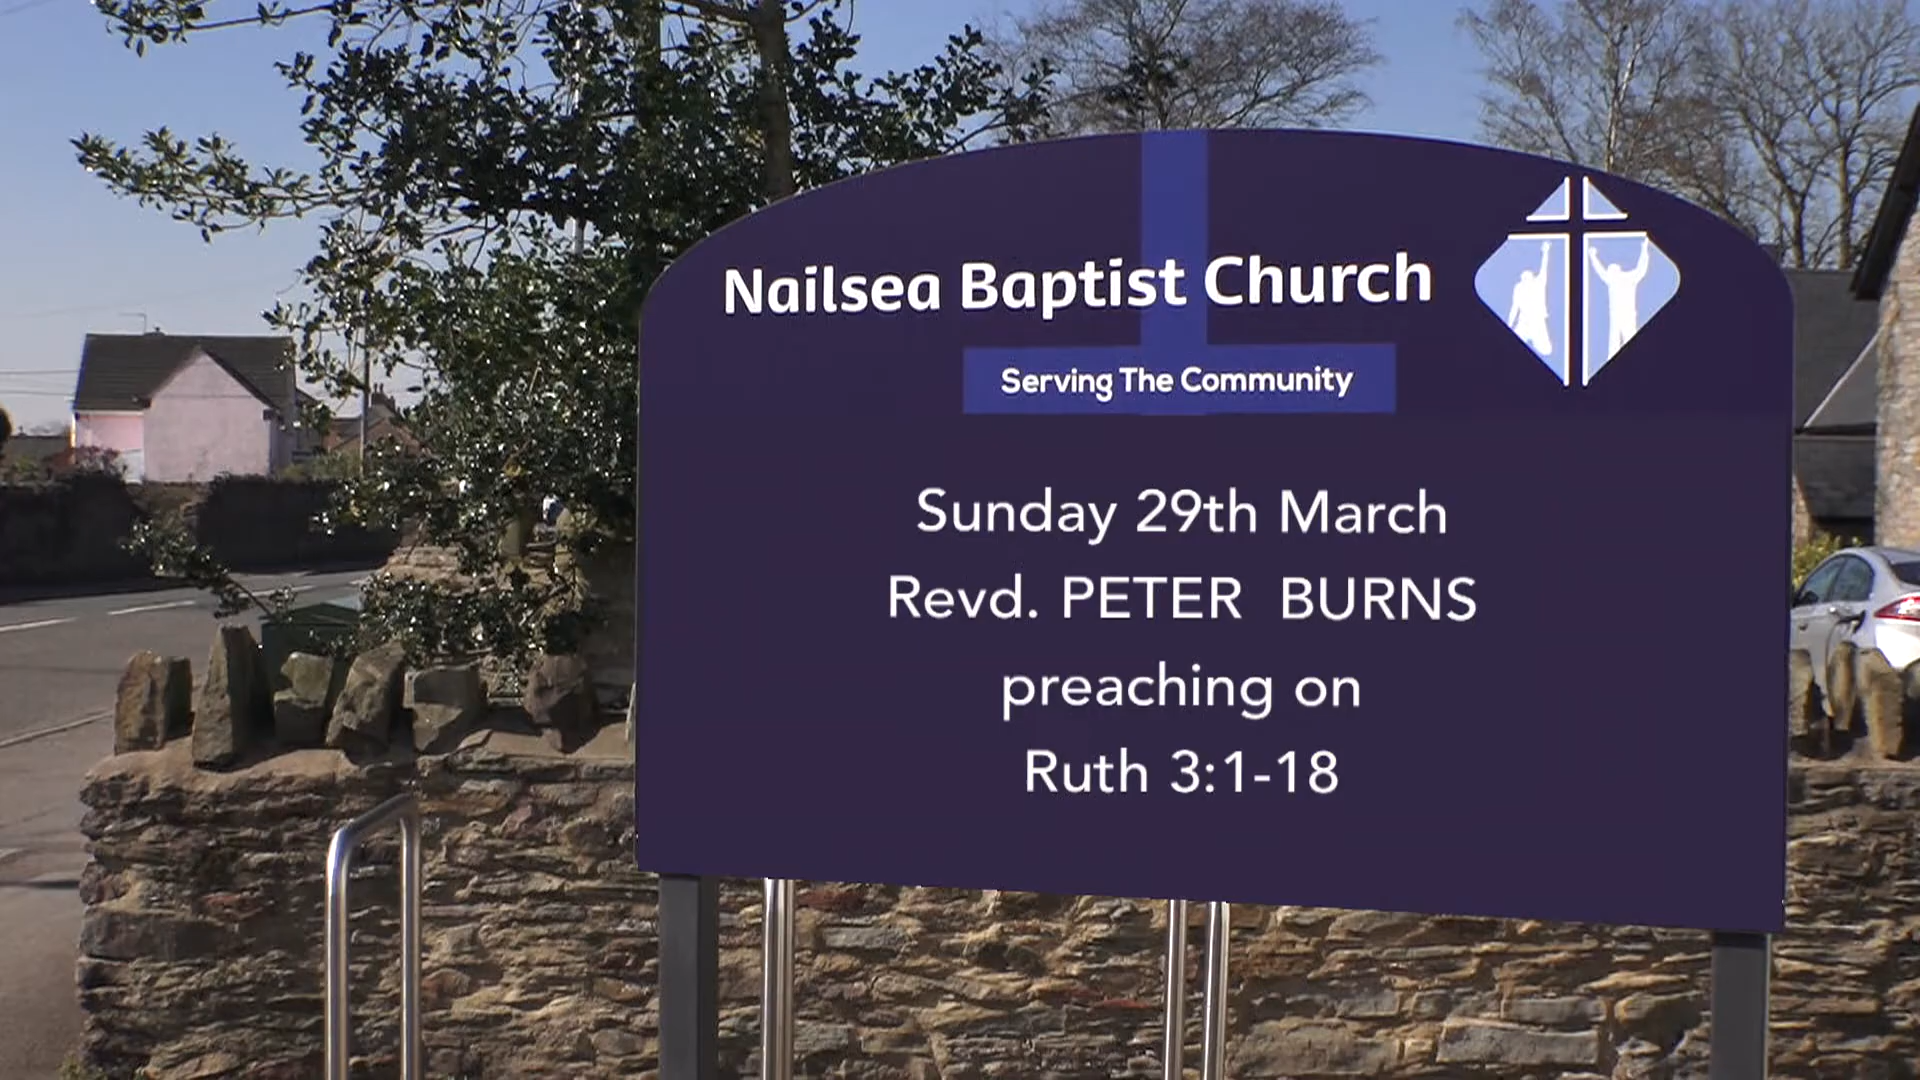 Nailsea Baptist Church
Serving The Community
Sunday 29th March
Revd. PETER BURNS
preaching on
Ruth 3:1-18